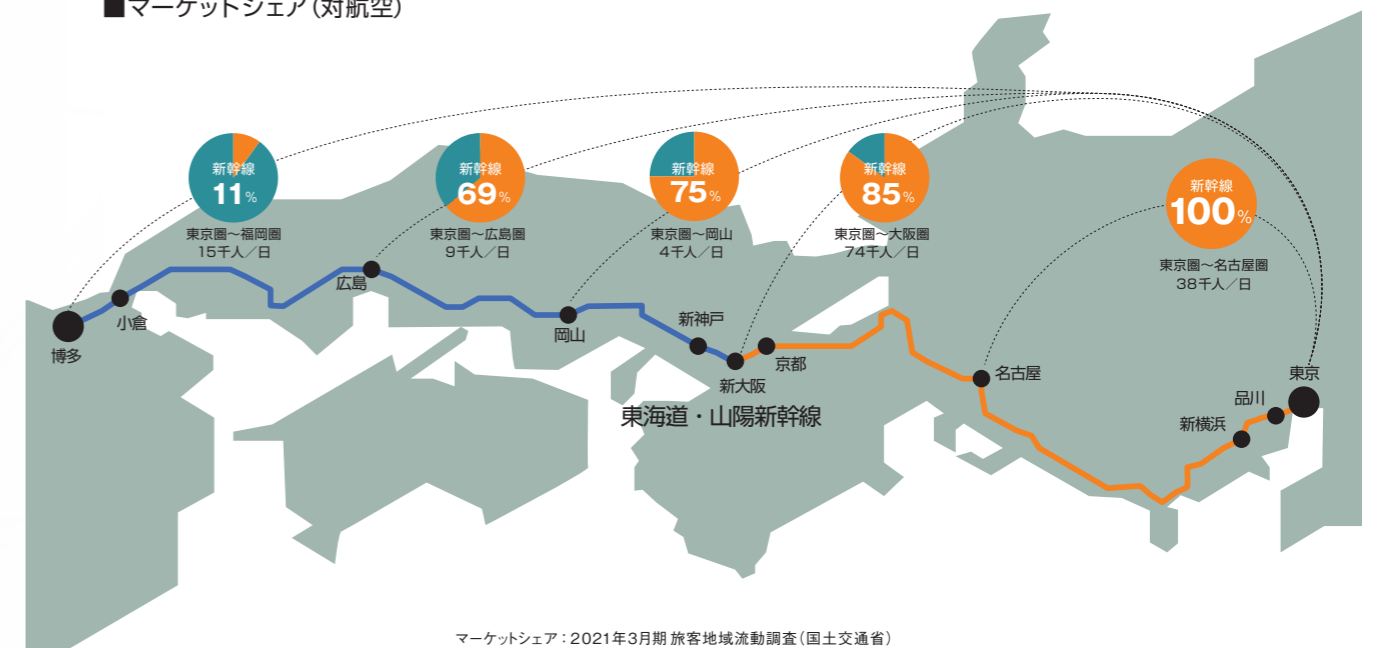 ■マーケットシェア(対航空)
新幹線
11%
東京圏～福岡圏
15千人／日
新幹線
69%
東京圏～広島圏
9千人／日
新幹線
75%
東京圏～岡山
4千人／日
新幹線
85%
東京圏～大阪圏
74千人／日
新幹線
100%
東京圏～名古屋圏
38千人／日
博多
小倉
広島
岡山
新神戸
新大阪
京都
名古屋
新横浜
品川
東京
東海道・山陽新幹線
マーケットシェア：2021年3月期 旅客地域流動調査(国土交通省)